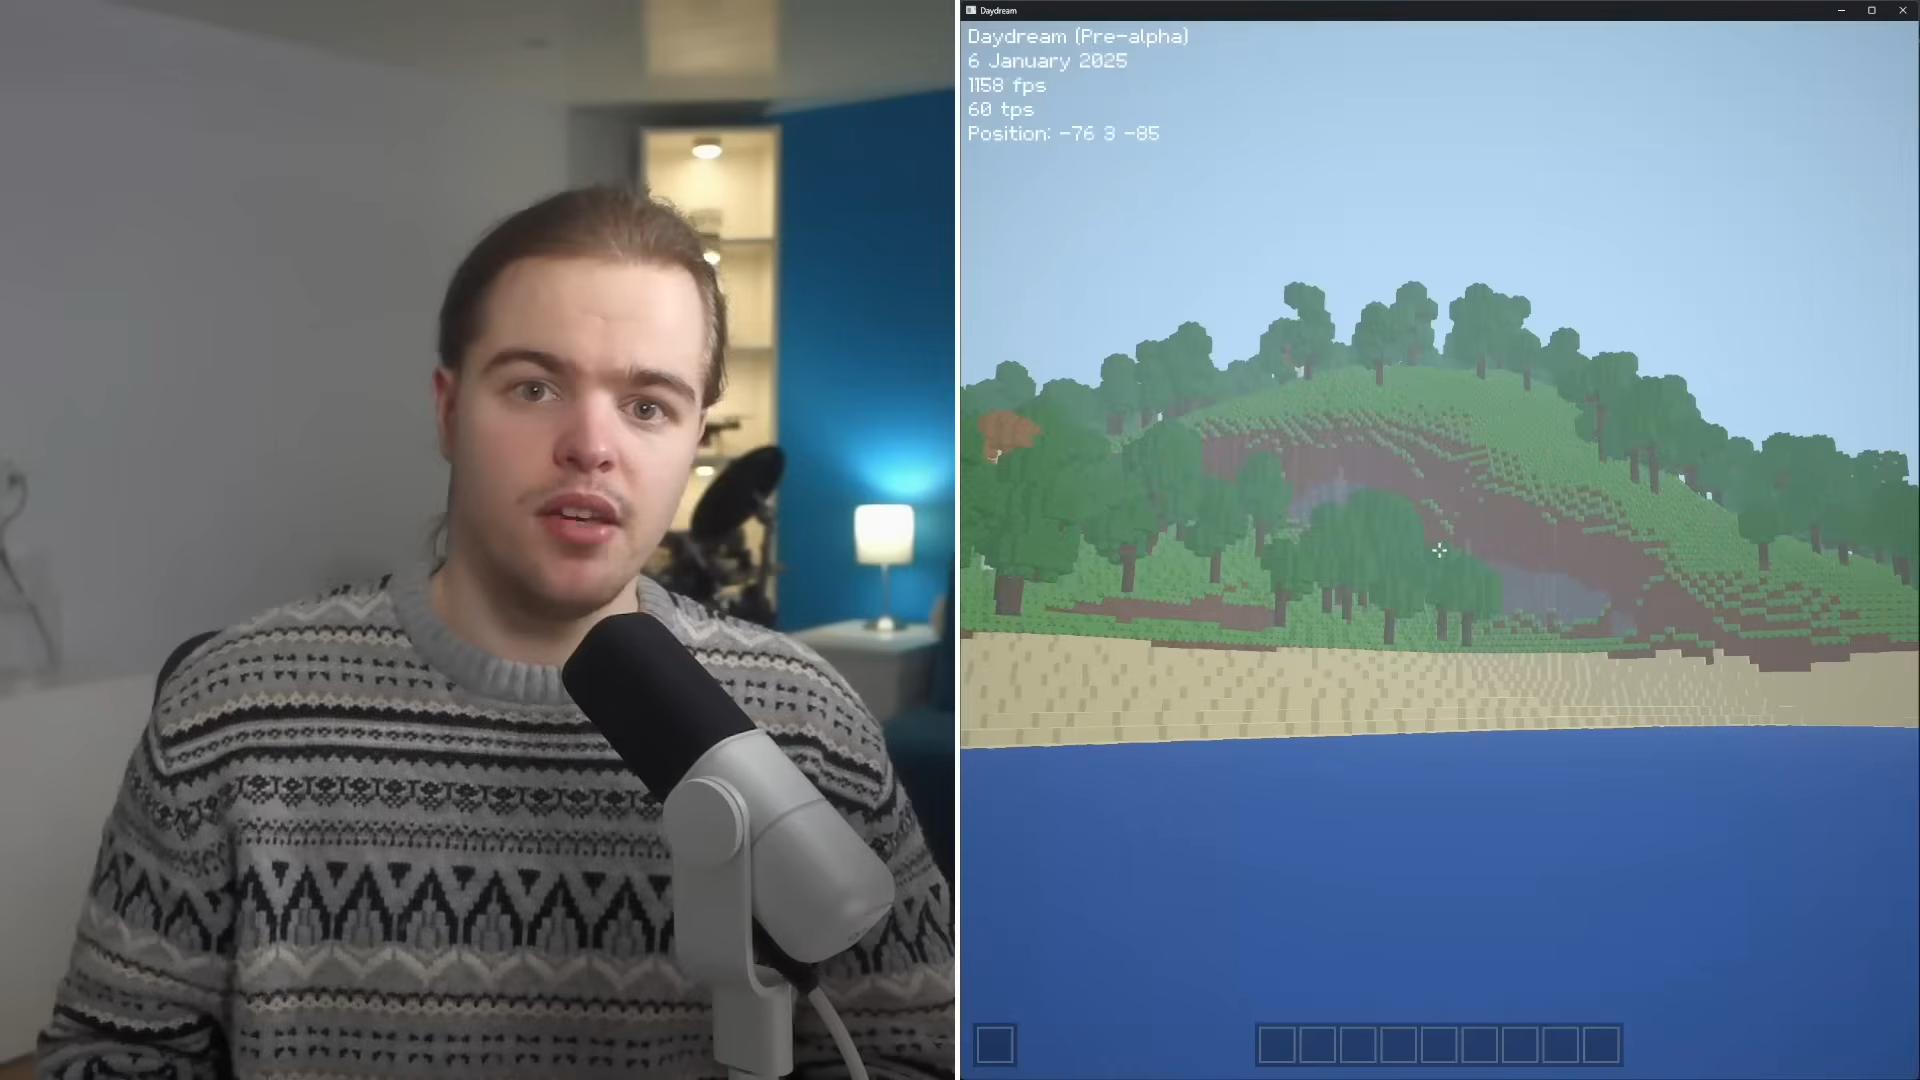 Daydream
Daydream (Pre-alpha)
6 January 2025
1158 fps
60 tps
Position: -76 3 -85